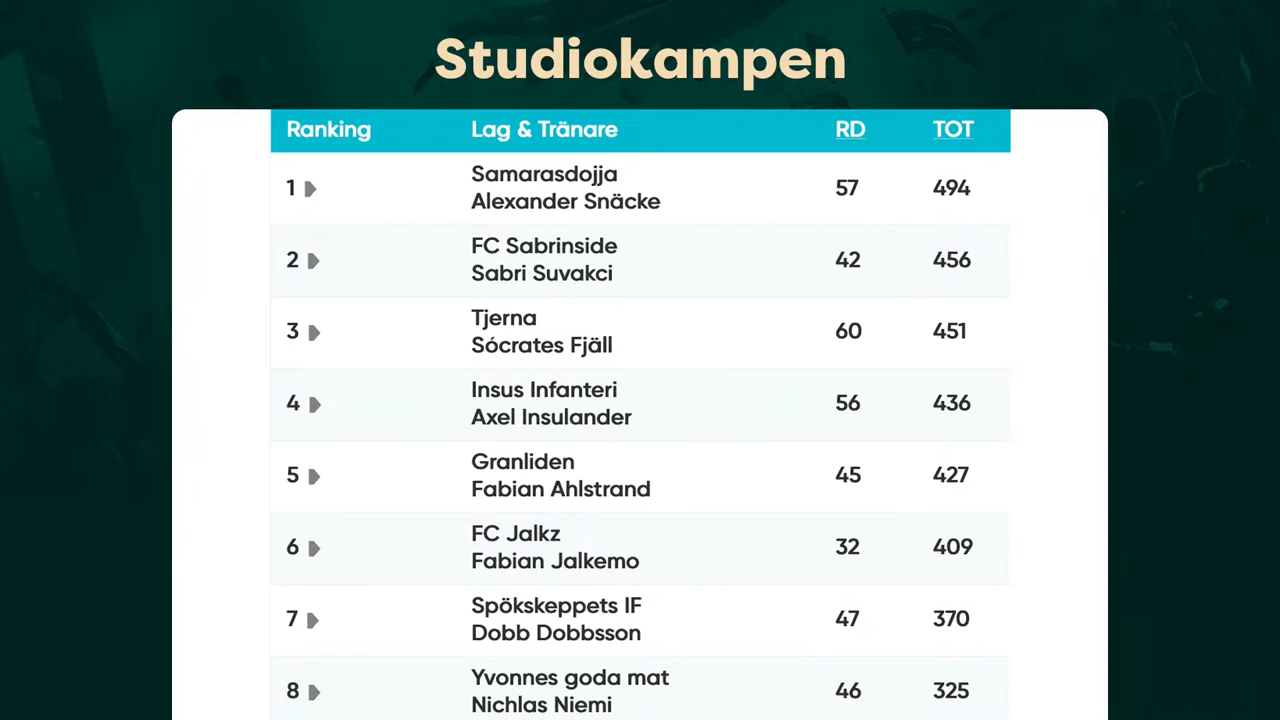 Studiokampen
Ranking Lag & Tränare RD TOT
Samarasdojja
1 57 494
Alexander Snäcke
FC Sabrinside
2 42 456
Sabri Suvakci
Tjerna
3 60 451
Sócrates Fjäll
Insus Infanteri
4 56 436
Axel Insulander
Granliden
5 45 427
Fabian Ahlstrand
FC Jalkz
6 32 409
Fabian Jalkemo
Spökskeppets IF
7 47 370
Dobb Dobbsson
Yvonnes goda mat
8 46 325
Nichlas Niemi